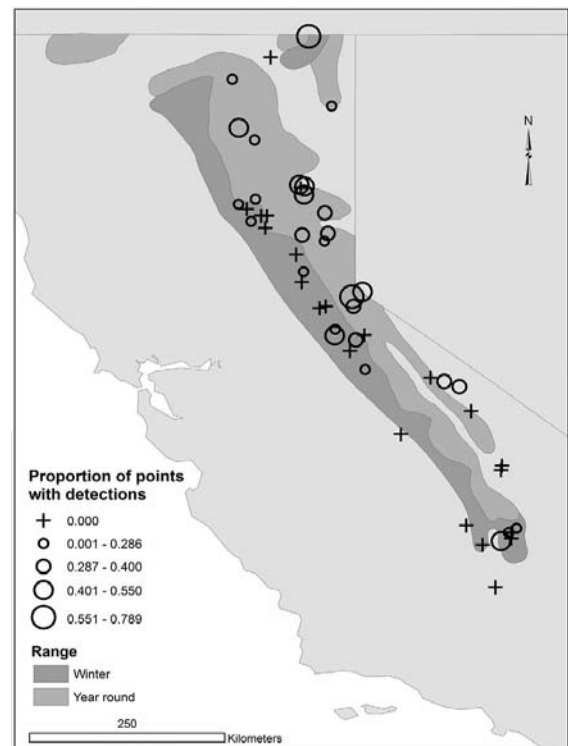 N
Proportion of points
with detections
0.000
0.001 - 0.286
0.287 - 0.400
0.401 - 0.550
0.551 - 0.789
Range
Winter
Year round
250
Kilometers